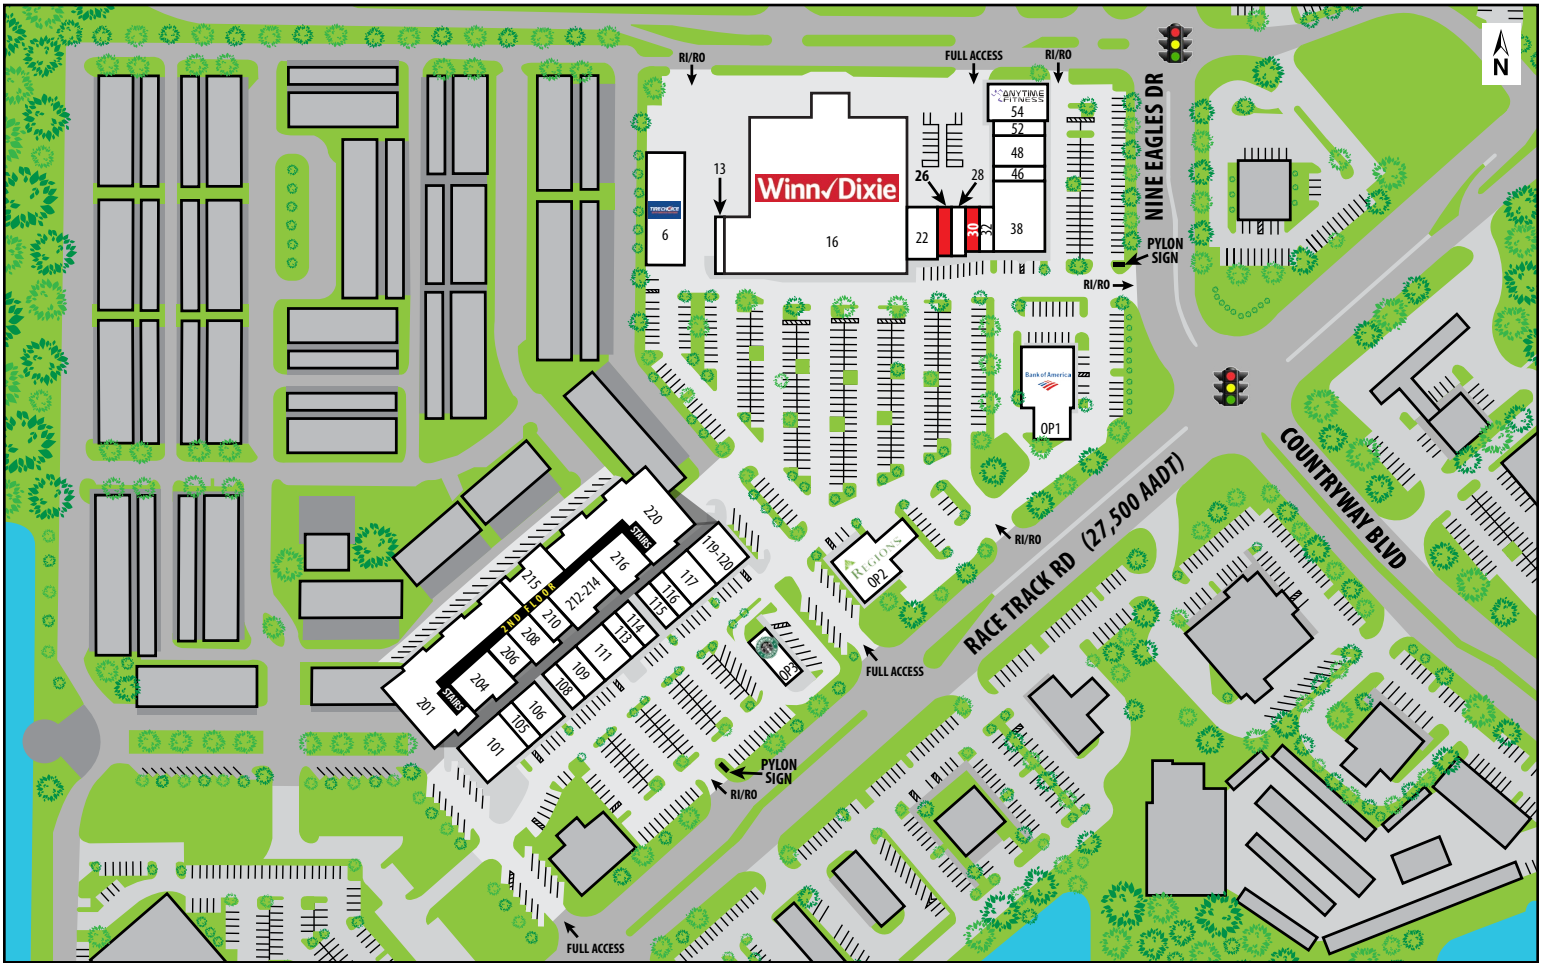 RI/RO
FULL ACCESS
RI/RO
N
NINE EAGLES DR
ANYTIME
FITNESS
54
52
48
46
38
13
Winn✓Dixie
16
26
28
22
30
32
TIRE CHOICE
6
PYLON
SIGN
RI/RO
Bank of America
OP1
COUNTRYWAY BLVD
RACE TRACK RD (27,500 AADT)
RI/RO
REGIONS
OP2
220
STAIRS
216
215
2ND FLOOR
212-214
210
208
206
204
STAIRS
201
119-120
117
116
115
114
113
111
109
108
106
105
101
OP3
FULL ACCESS
PYLON
SIGN
RI/RO
FULL ACCESS